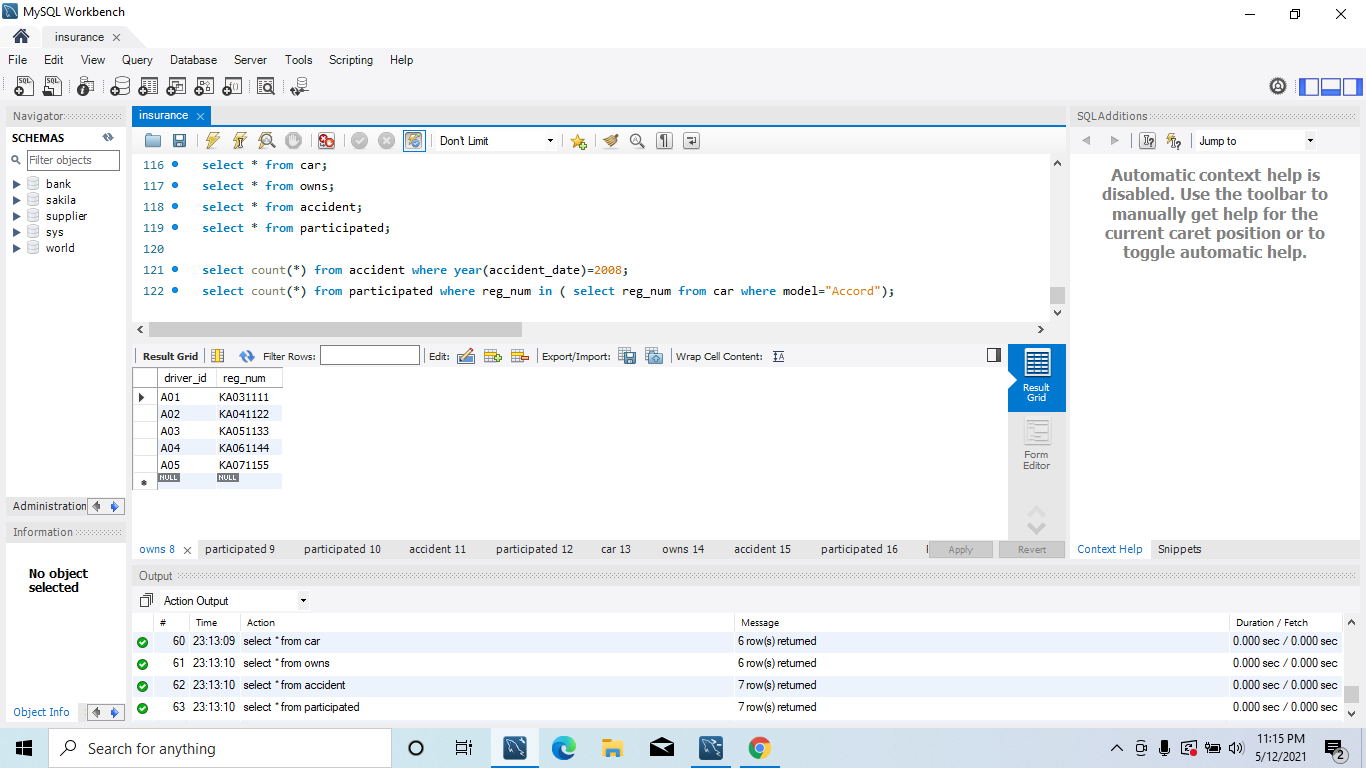 MySQL Workbench
insurance
File Edit View Query Database Server Tools Scripting Help
Navigator
SCHEMAS
Filter objects
bank
sakila
supplier
sys
world
Administration
Information
No object
selected
Object Info
insurance
Don't Limit
116 select * from car;
117 select * from owns;
118 select * from accident;
119 select * from participated;
120
121 select count(*) from accident where year(accident_date)=2008;
122 select count(*) from participated where reg_num in ( select reg_num from car where model="Accord");
Result Grid Filter Rows: Edit: Export/Import: Wrap Cell Content:
driver_id reg_num
A01 KA031111
A02 KA041122
A03 KA051133
A04 KA061144
A05 KA071155
NULL NULL
Result
Grid
Form
Editor
owns 8 participated 9 participated 10 accident 11 participated 12 car 13 owns 14 accident 15 participated 16 Apply Revert
Output
Action Output
# Time Action Message Duration / Fetch
60 23:13:09 select * from car 6 row(s) returned 0.000 sec / 0.000 sec
61 23:13:10 select * from owns 6 row(s) returned 0.000 sec / 0.000 sec
62 23:13:10 select * from accident 7 row(s) returned 0.000 sec / 0.000 sec
63 23:13:10 select * from participated 7 row(s) returned 0.000 sec / 0.000 sec
SQLAdditions
Jump to
Automatic context help is
disabled. Use the toolbar to
manually get help for the
current caret position or to
toggle automatic help.
Context Help Snippets
Search for anything
11:15 PM
5/12/2021
2